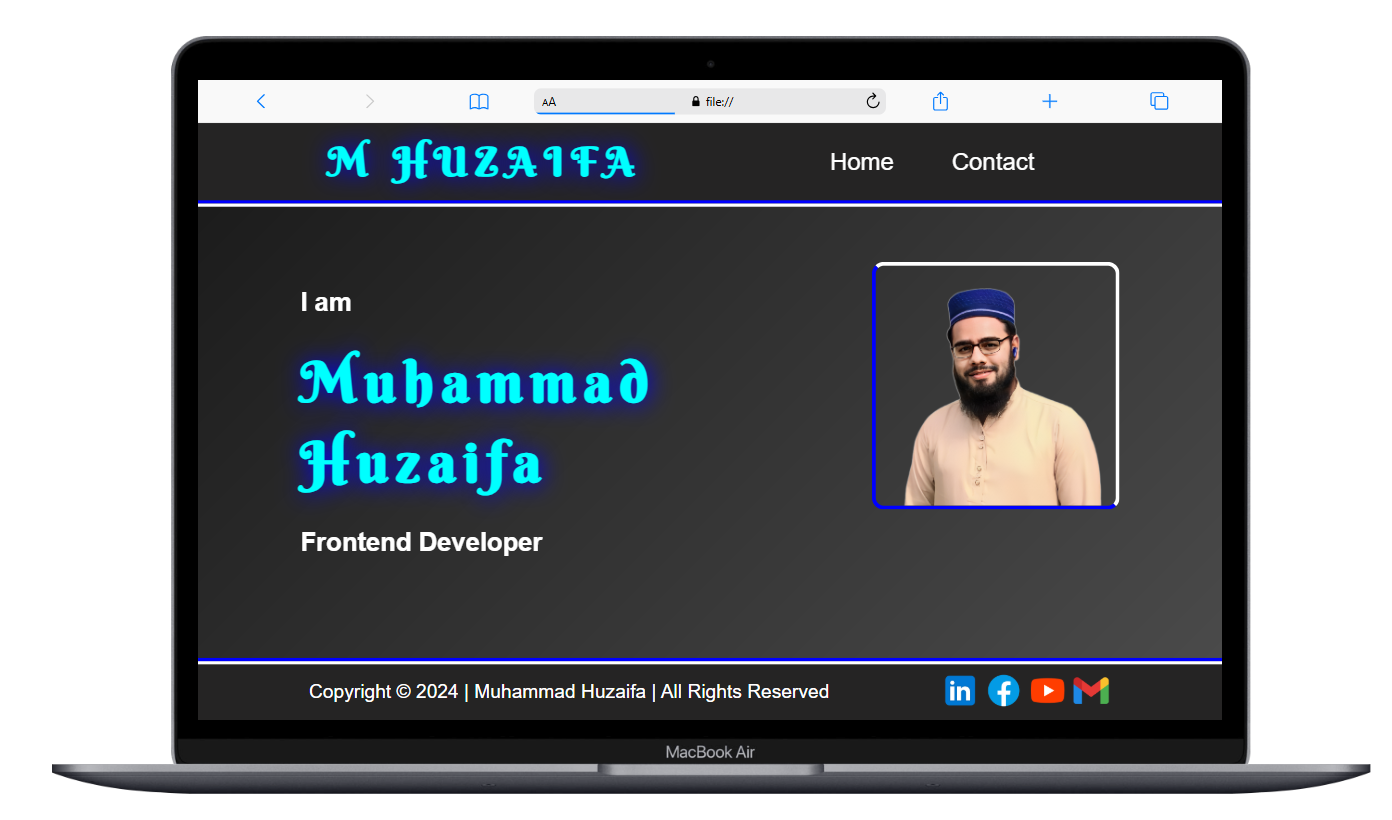 AA file://
M HUZAIFA Home Contact
I am
Muhammad
Huzaifa
Frontend Developer
Copyright © 2024 | Muhammad Huzaifa | All Rights Reserved
in f
MacBook Air